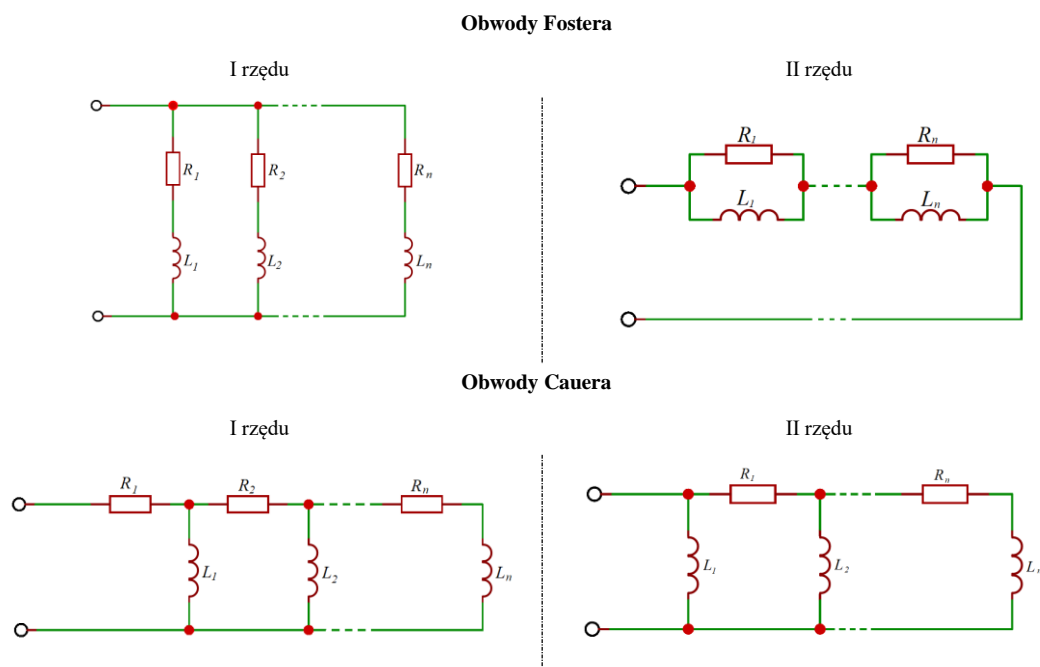 Obwody Fostera
I rzędu
II rzędu
R1
R2
Rn
L1
L2
Ln
R1
Rn
L1
Ln
Obwody Cauera
I rzędu
II rzędu
R1
R2
Rn
L1
L2
Ln
R1
Rn
L1
L2